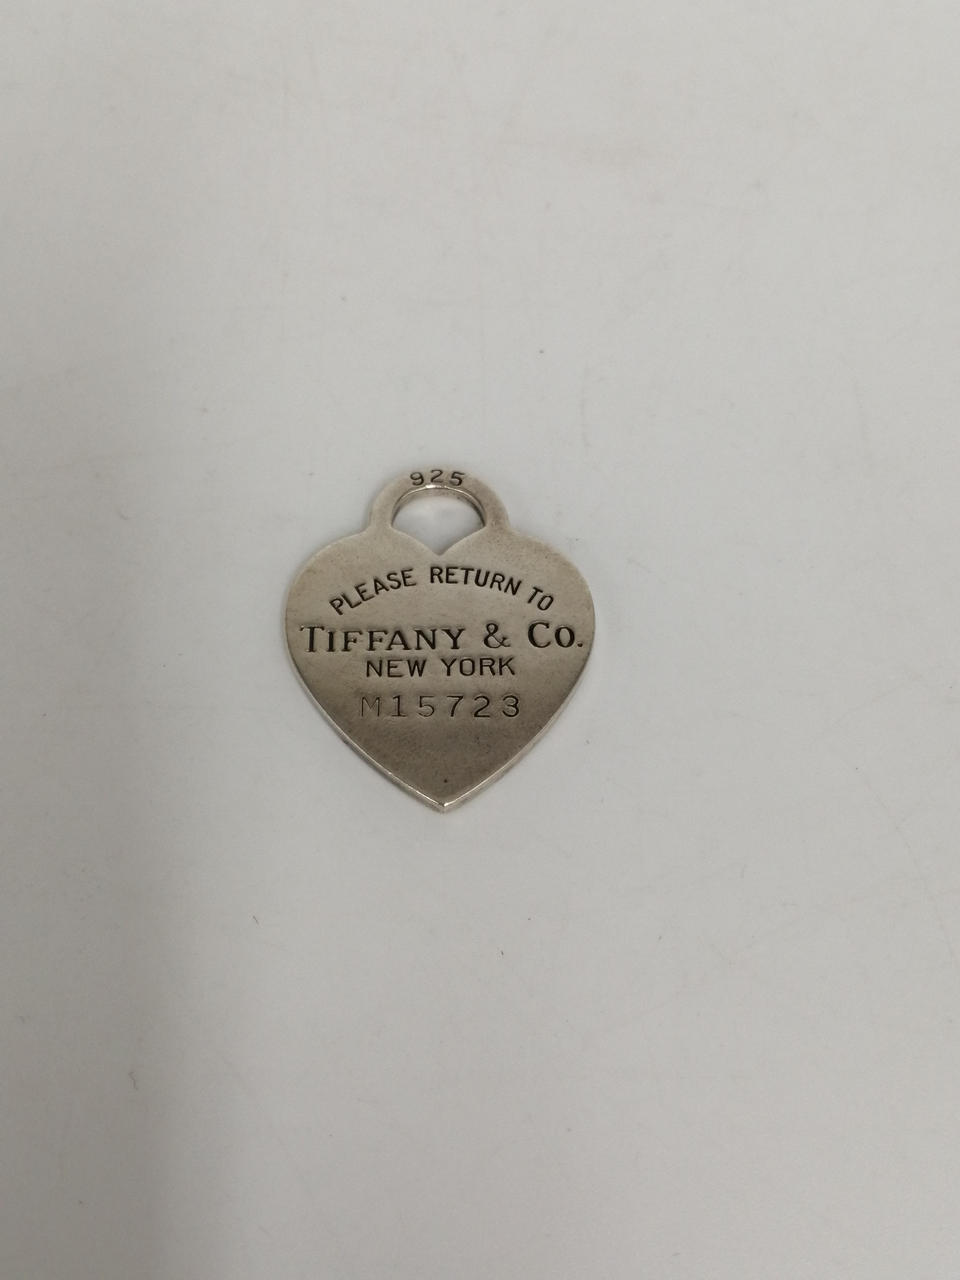 925
PLEASE RETURN TO
TIFFANY & CO.
NEW YORK
M15723